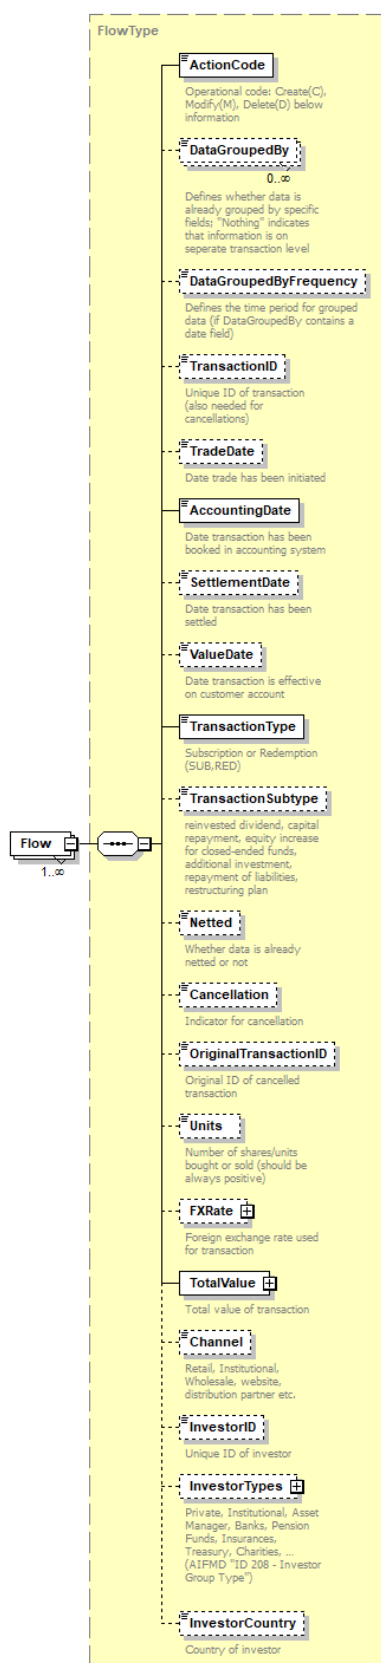 FlowType
ActionCode
Operational code: Create(C),
Modify(M), Delete(D) below
information
DataGroupedBy
0..∞
Defines whether data is
already grouped by specific
fields; "Nothing" indicates
that information is on
seperate transaction level
DataGroupedByFrequency
Defines the time period for grouped
data (if DataGroupedBy contains a
date field)
TransactionID
Unique ID of transaction
(also needed for
cancellations)
TradeDate
Date trade has been initiated
AccountingDate
Date transaction has been
booked in accounting system
SettlementDate
Date transaction has been
settled
ValueDate
Date transaction is effective
on customer account
TransactionType
Subscription or Redemption
(SUB,RED)
TransactionSubtype
reinvested dividend, capital
repayment, equity increase
for closed-ended funds,
additional investment,
repayment of liabilities,
restructuring plan
Flow
1..∞
Netted
Whether data is already
netted or not
Cancellation
Indicator for cancellation
OriginalTransactionID
Original ID of cancelled
transaction
Units
Number of shares/units
bought or sold (should be
always positive)
FXRate
Foreign exchange rate used
for transaction
TotalValue
Total value of transaction
Channel
Retail, Institutional,
Wholesale, website,
distribution partner etc.
InvestorID
Unique ID of investor
InvestorTypes
Private, Institutional, Asset
Manager, Banks, Pension
Funds, Insurances,
Treasury, Charities, ...
(AIFMD "ID 208 - Investor
Group Type")
InvestorCountry
Country of investor